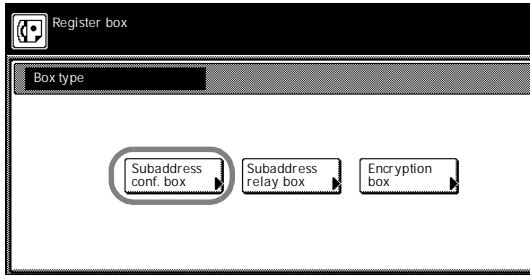 Register box
Box type
Subaddress
conf. box
Subaddress
relay box
Encryption
box